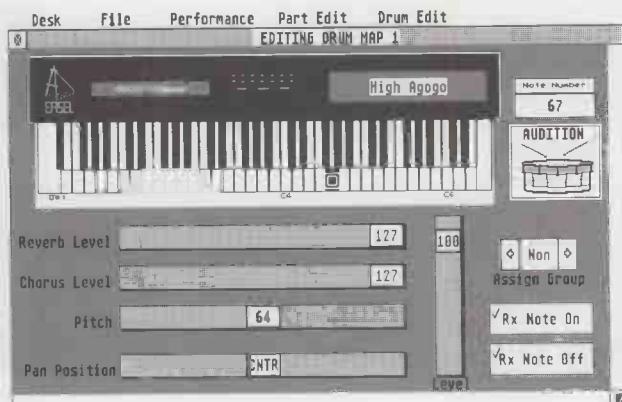 Desk File Performance Part Edit Drum Edit
EDITING DRUM MAP 1
High Agogo
Note Number
67
AUDITION
C4
C6
Reverb Level 127
100
Non
Chorus Level 127
Assign Group
Pitch 64
√Rx Note On
Pan Position CNTR
√Rx Note Off
Level